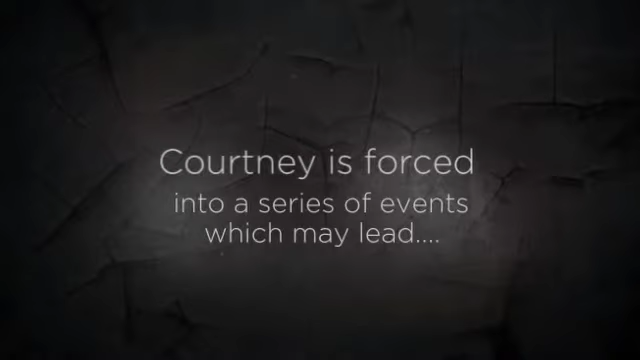 Courtney is forced
into a series of events
which may lead....